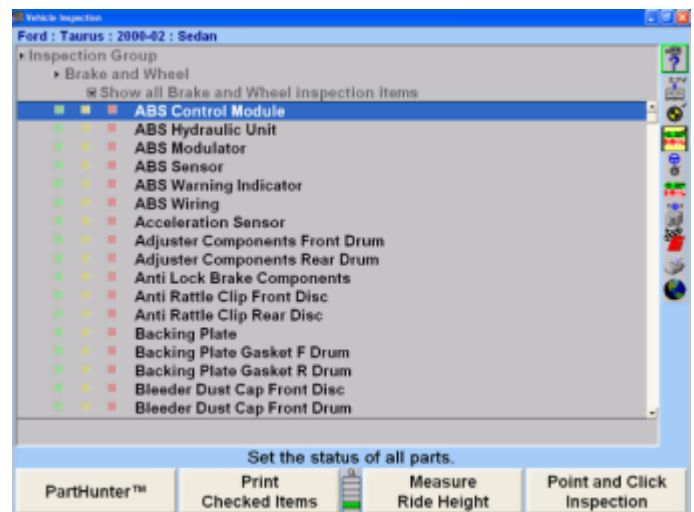 Vehicle Inspection
Ford : Taurus : 2000-02 : Sedan
Inspection Group
Brake and Wheel
Show all Brake and Wheel inspection items
ABS Control Module
ABS Hydraulic Unit
ABS Modulator
ABS Sensor
ABS Warning Indicator
ABS Wiring
Acceleration Sensor
Adjuster Components Front Drum
Adjuster Components Rear Drum
Anti Lock Brake Components
Anti Rattle Clip Front Disc
Anti Rattle Clip Rear Disc
Backing Plate
Backing Plate Gasket F Drum
Backing Plate Gasket R Drum
Bleeder Dust Cap Front Disc
Bleeder Dust Cap Front Drum
Set the status of all parts.
PartHunter™
Print
Checked Items
Measure
Ride Height
Point and Click
Inspection